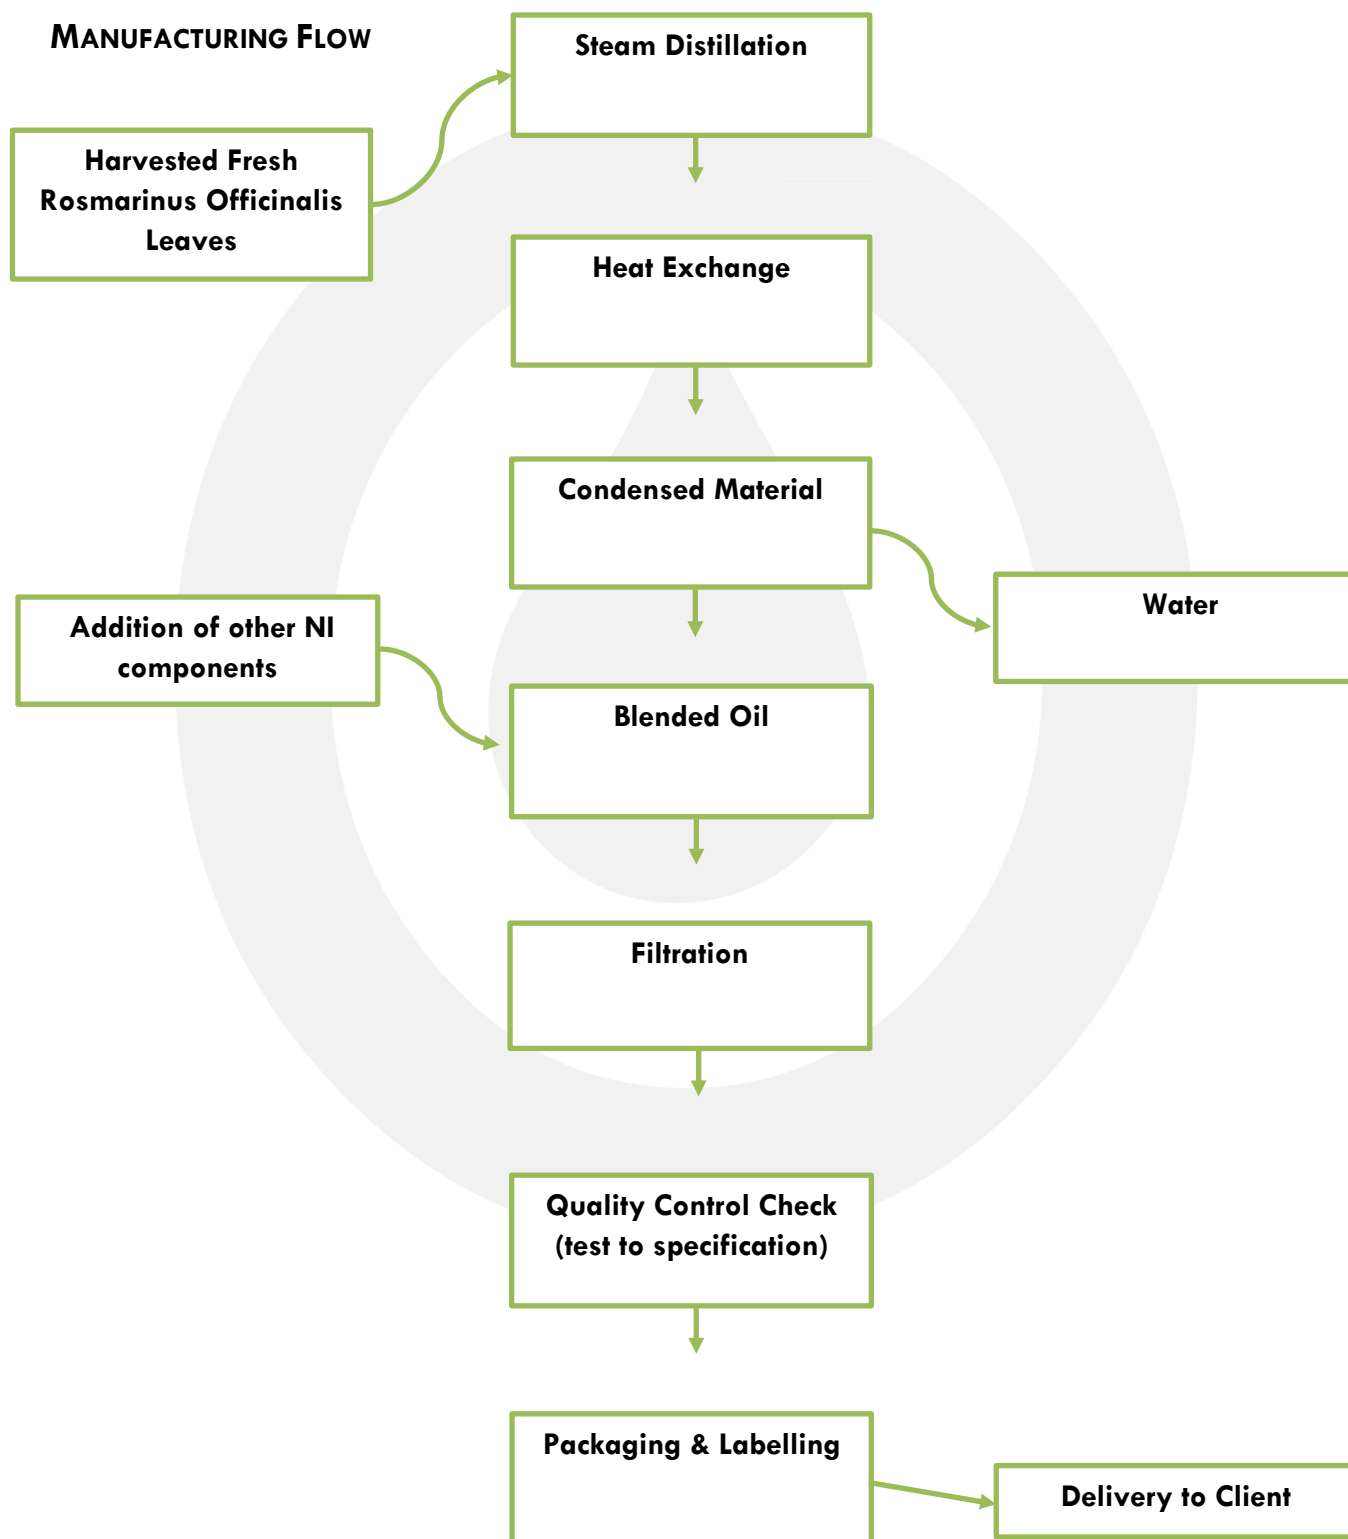 MANUFACTURING FLOW
Steam Distillation
Harvested Fresh
Rosmarinus Officinalis
Leaves
Heat Exchange
Condensed Material
Water
Addition of other NI
components
Blended Oil
Filtration
Quality Control Check
(test to specification)
Packaging & Labelling
Delivery to Client